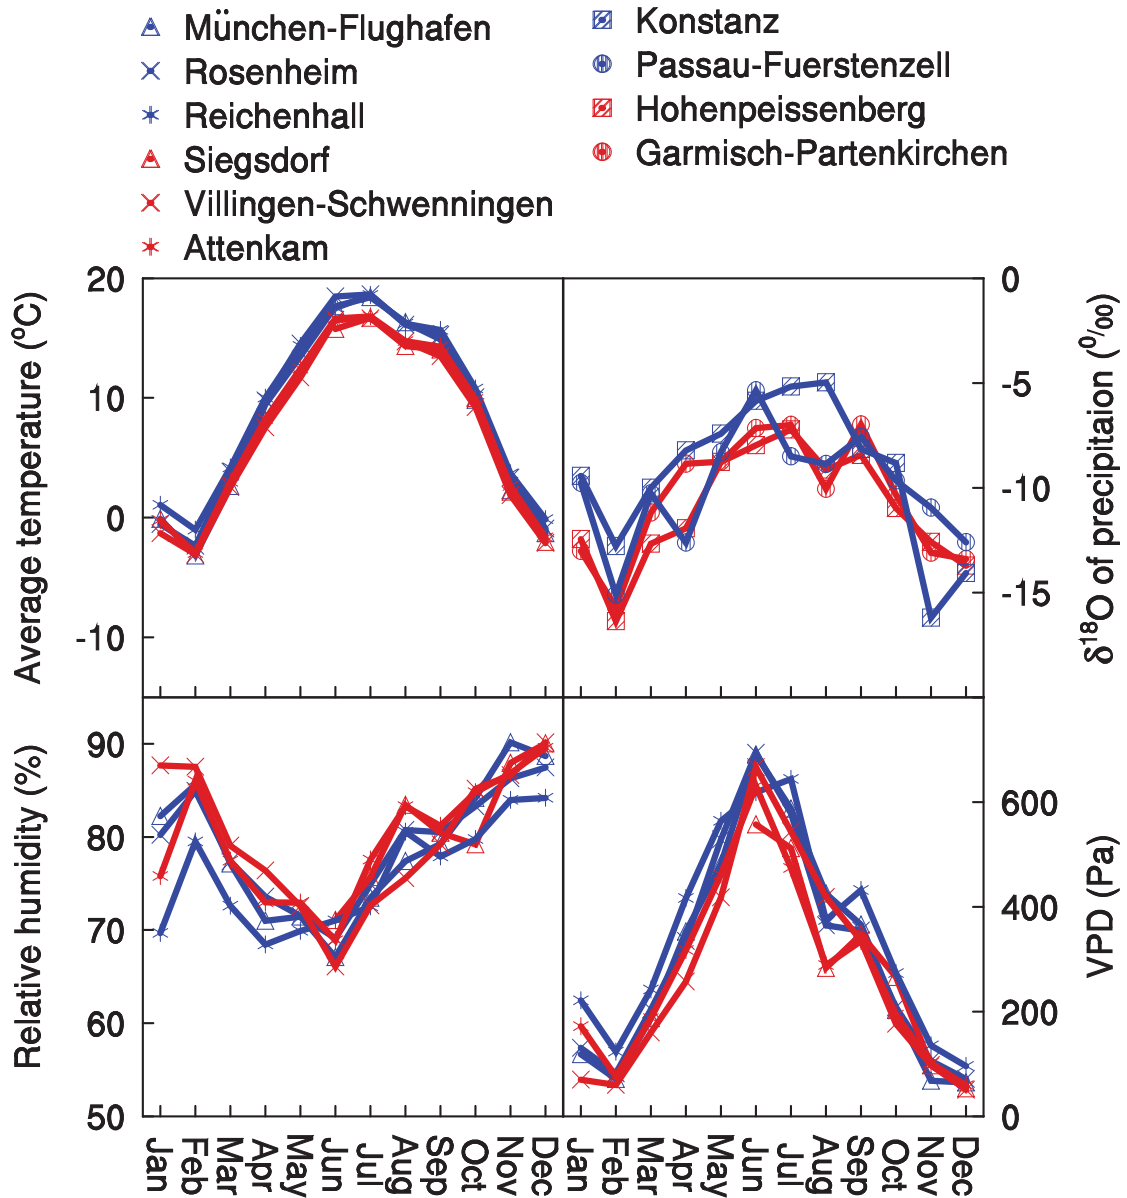 München-Flughafen
Rosenheim
Reichenhall
Siegsdorf
Villingen-Schwenningen
Attenkam
Konstanz
Passau-Fuerstenzell
Hohenpeissenberg
Garmisch-Partenkirchen
20
10
0
-10
Average temperature (⁰C)
0
-5
-10
-15
δ¹⁸O of precipitaion (⁰/₀₀)
90
80
70
60
50
Relative humidity (%)
600
400
200
0
VPD (Pa)
Jan Feb Mar Apr May Jun Jul Aug Sep Oct Nov Dec
Jan Feb Mar Apr May Jun Jul Aug Sep Oct Nov Dec